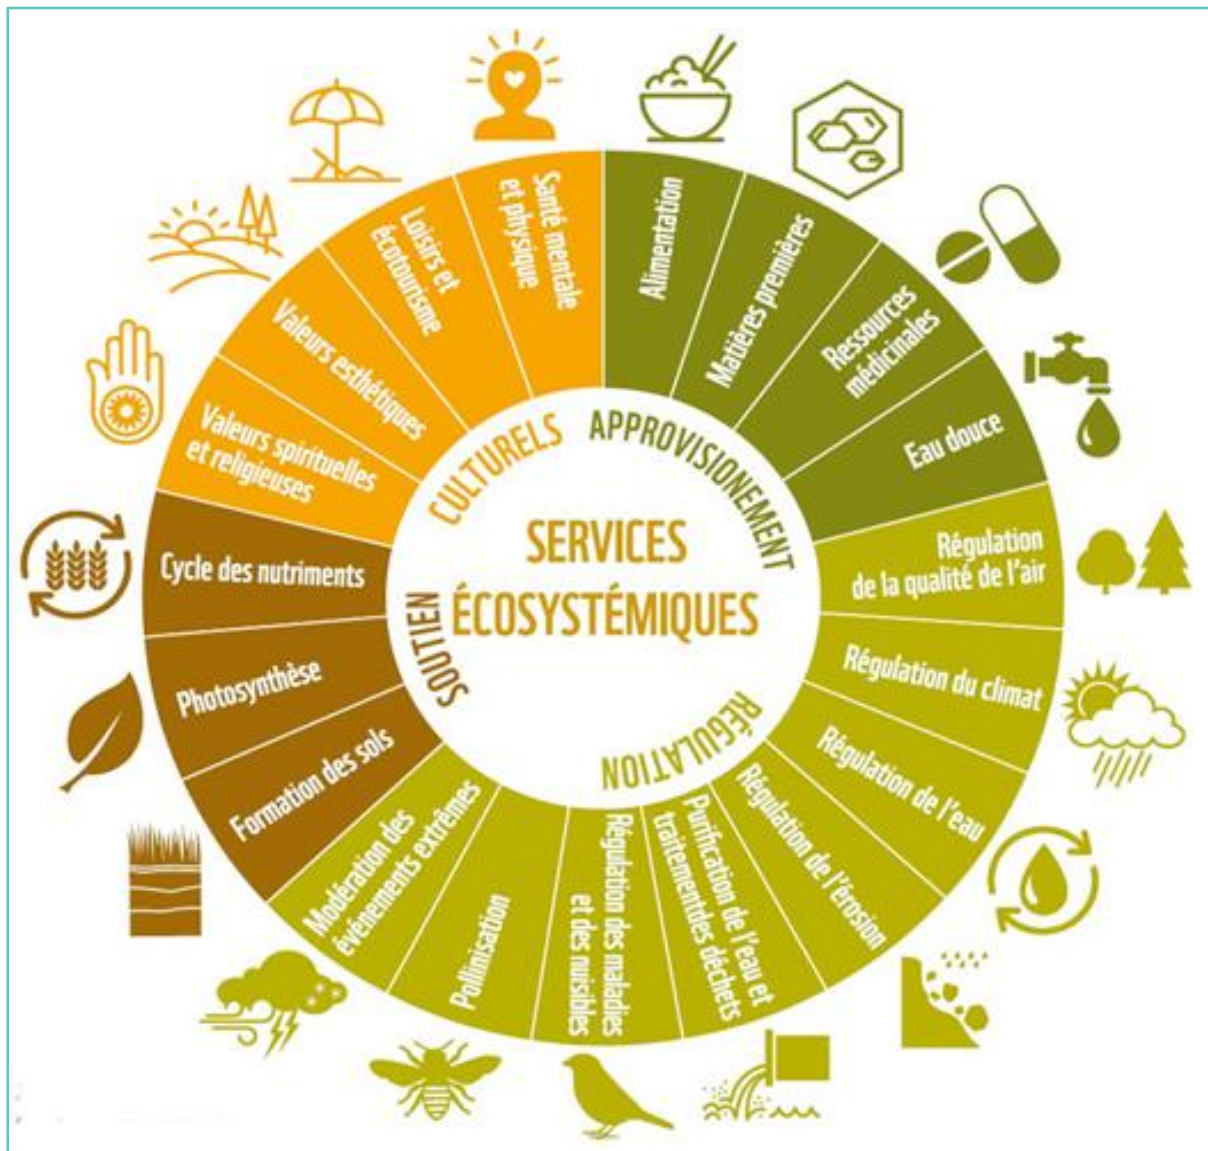 SERVICES
ÉCOSYSTÉMIQUES
APPROVISIONEMENT
Alimentation
Matières premières
Ressources
médicinales
Eau douce
RÉGULATION
Régulation
de la qualité de l'air
Régulation du climat
Régulation de l'eau
Régulation de l'érosion
Purification de l'eau et
traitementdes déchets
Régulation des maladies
et des nuisibles
Pollinisation
Modération des
événements extrêmes
SOUTIEN
Formation des sols
Photosynthèse
Cycle des nutriments
CULTURELS
Valeurs spirituelles
et religieuses
Valeurs esthétiques
Loisirs et
écotourisme
Santé mentale
et physique